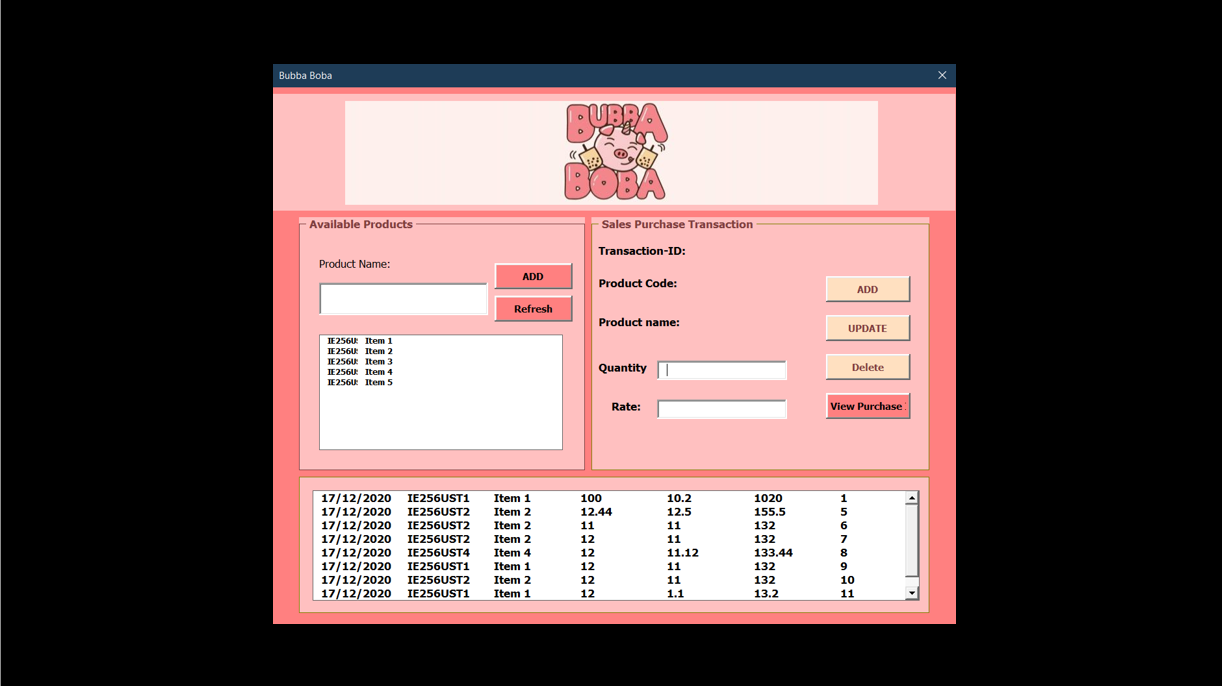 Bubba Boba
BUBBA
BOBA
Available Products
Product Name:
ADD
Refresh
IE256U Item 1
IE256U Item 2
IE256U Item 3
IE256U Item 4
IE256U Item 5
Sales Purchase Transaction
Transaction-ID:
Product Code:
Product name:
Quantity
Rate:
ADD
UPDATE
Delete
View Purchase
17/12/2020 IE256UST1 Item 1 100 10.2 1020 1
17/12/2020 IE256UST2 Item 2 12.44 12.5 155.5 5
17/12/2020 IE256UST2 Item 2 11 11 132 6
17/12/2020 IE256UST2 Item 2 12 11 132 7
17/12/2020 IE256UST4 Item 4 12 11.12 133.44 8
17/12/2020 IE256UST1 Item 1 12 11 132 9
17/12/2020 IE256UST2 Item 2 12 11 132 10
17/12/2020 IE256UST1 Item 1 12 1.1 13.2 11